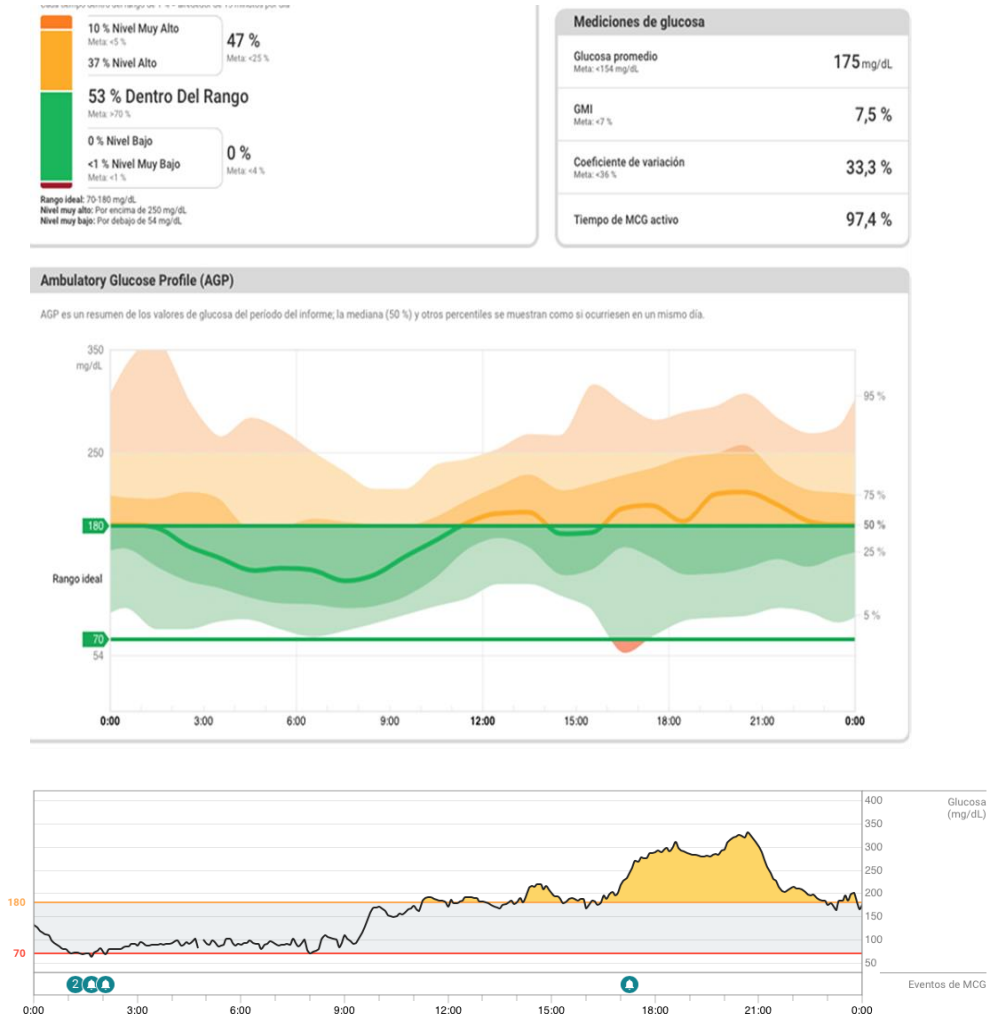 10 % Nivel Muy Alto
Meta: <5 %
37 % Nivel Alto
47 %
Meta: <25 %
53 % Dentro Del Rango
Meta: >70 %
0 % Nivel Bajo
<1 % Nivel Muy Bajo
Meta: <1 %
0 %
Meta: <4 %
Rango ideal: 70-180 mg/dL
Nivel muy alto: Por encima de 250 mg/dL
Nivel muy bajo: Por debajo de 54 mg/dL
Mediciones de glucosa
Glucosa promedio
Meta: <154 mg/dL
175 mg/dL
GMI
Meta: <7 %
7,5 %
Coeficiente de variación
Meta: <36 %
33,3 %
Tiempo de MCG activo
97,4 %
Ambulatory Glucose Profile (AGP)
AGP es un resumen de los valores de glucosa del período del informe; la mediana (50 %) y otros percentiles se muestran como si ocurriesen en un mismo día.
350
mg/dL
250
180
Rango ideal
70
54
95 %
75 %
50 %
25 %
5 %
0:00 3:00 6:00 9:00 12:00 15:00 18:00 21:00 0:00
400
350
300
250
200
150
100
50
Glucosa
(mg/dL)
180
70
2
Eventos de MCG
0:00 3:00 6:00 9:00 12:00 15:00 18:00 21:00 0:00